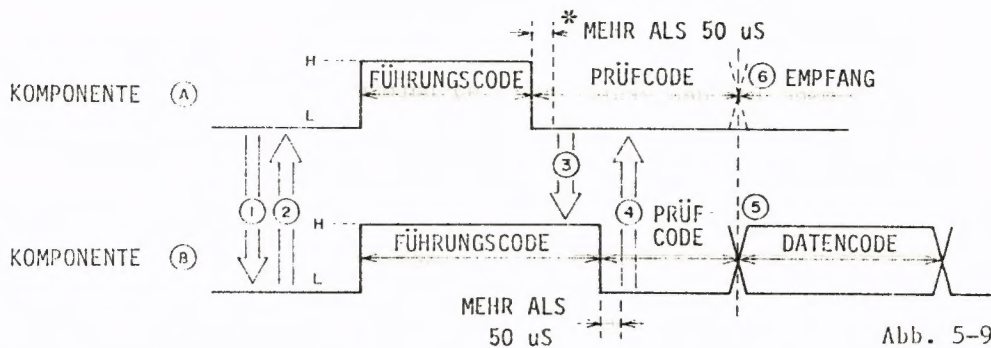 * MEHR ALS 50 uS
H
FÜHRUNGSCODE
PRÜFCODE
⑥ EMPFANG
KOMPONENTE Ⓐ
L
① ② ③ ④
PRÜF-
CODE
⑤
H
FÜHRUNGSCODE
DATENCODE
KOMPONENTE Ⓑ
L
MEHR ALS
50 uS
Abb. 5-9